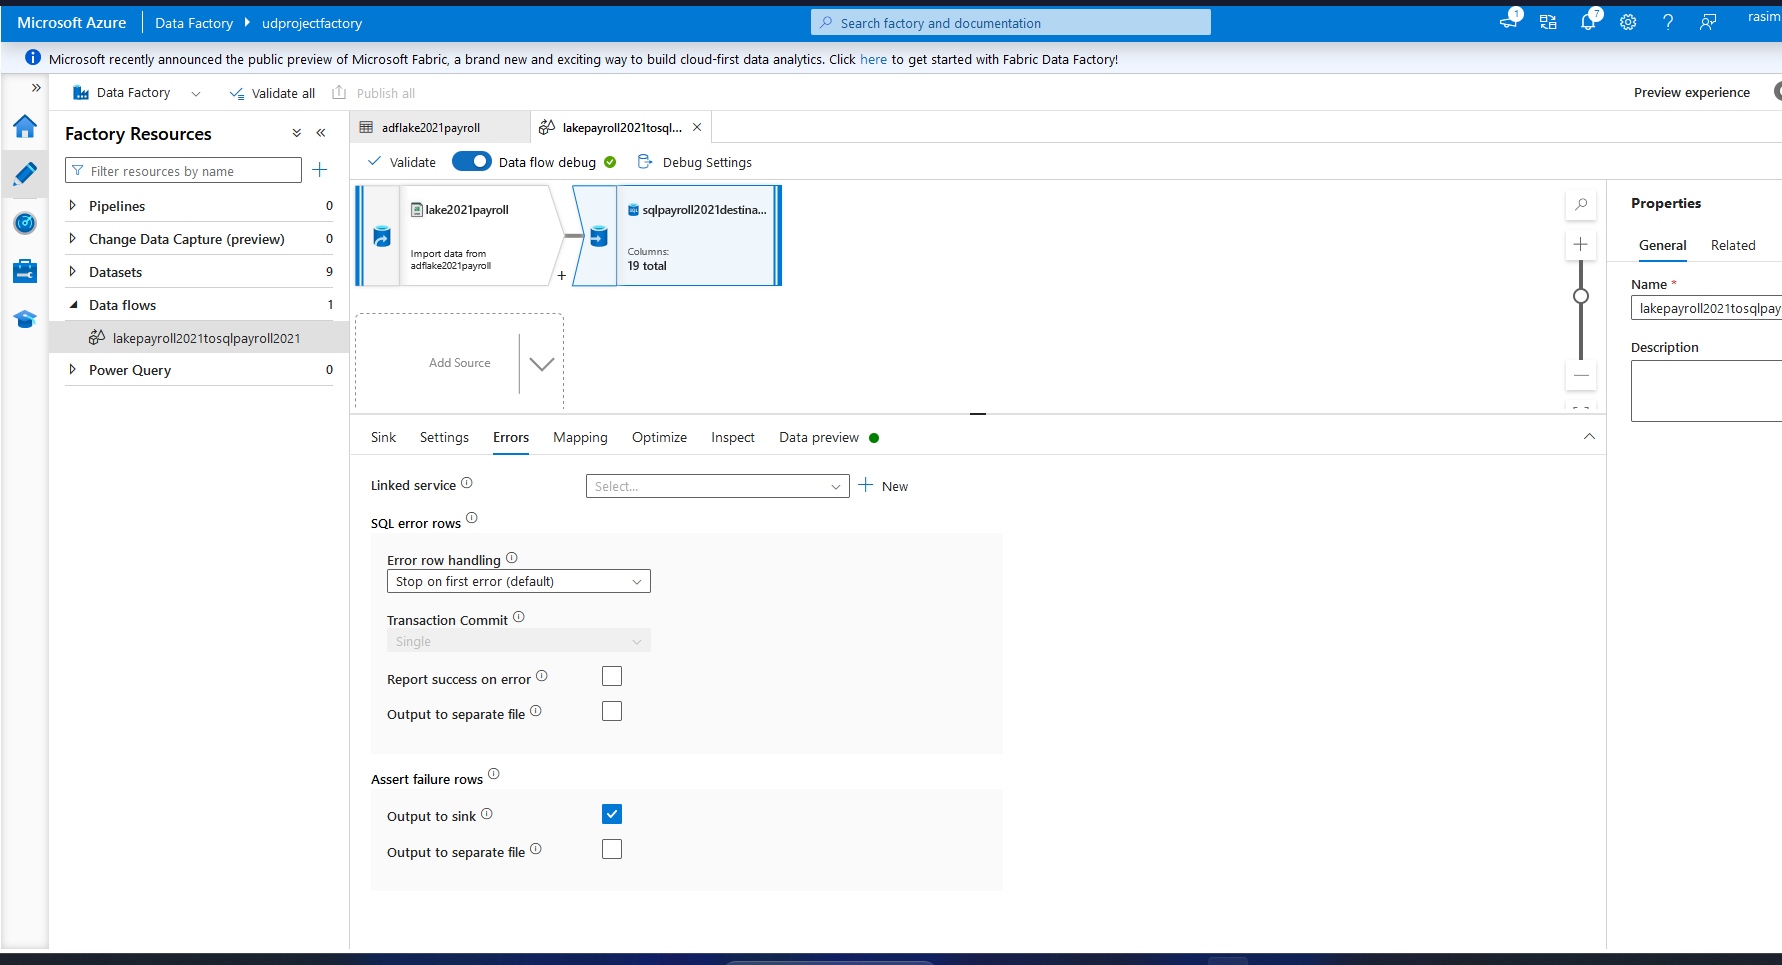 Microsoft Azure
Data Factory
udprojectfactory
Search factory and documentation
1
7
rasim
Microsoft recently announced the public preview of Microsoft Fabric, a brand new and exciting way to build cloud-first data analytics. Click here to get started with Fabric Data Factory!
Data Factory
Validate all
Publish all
Preview experience
Factory Resources
Filter resources by name
Pipelines 0
Change Data Capture (preview) 0
Datasets 9
Data flows 1
lakepayroll2021tosqlpayroll2021
Power Query 0
adflake2021payroll
lakepayroll2021tosql...
Validate
Data flow debug
Debug Settings
lake2021payroll
Import data from
adflake2021payroll
+
sqlpayroll2021destina...
Columns:
19 total
Add Source
Properties
General
Related
Name *
lakepayroll2021tosqlpay
Description
Sink
Settings
Errors
Mapping
Optimize
Inspect
Data preview
Linked service
Select...
New
SQL error rows
Error row handling
Stop on first error (default)
Transaction Commit
Single
Report success on error
Output to separate file
Assert failure rows
Output to sink
Output to separate file